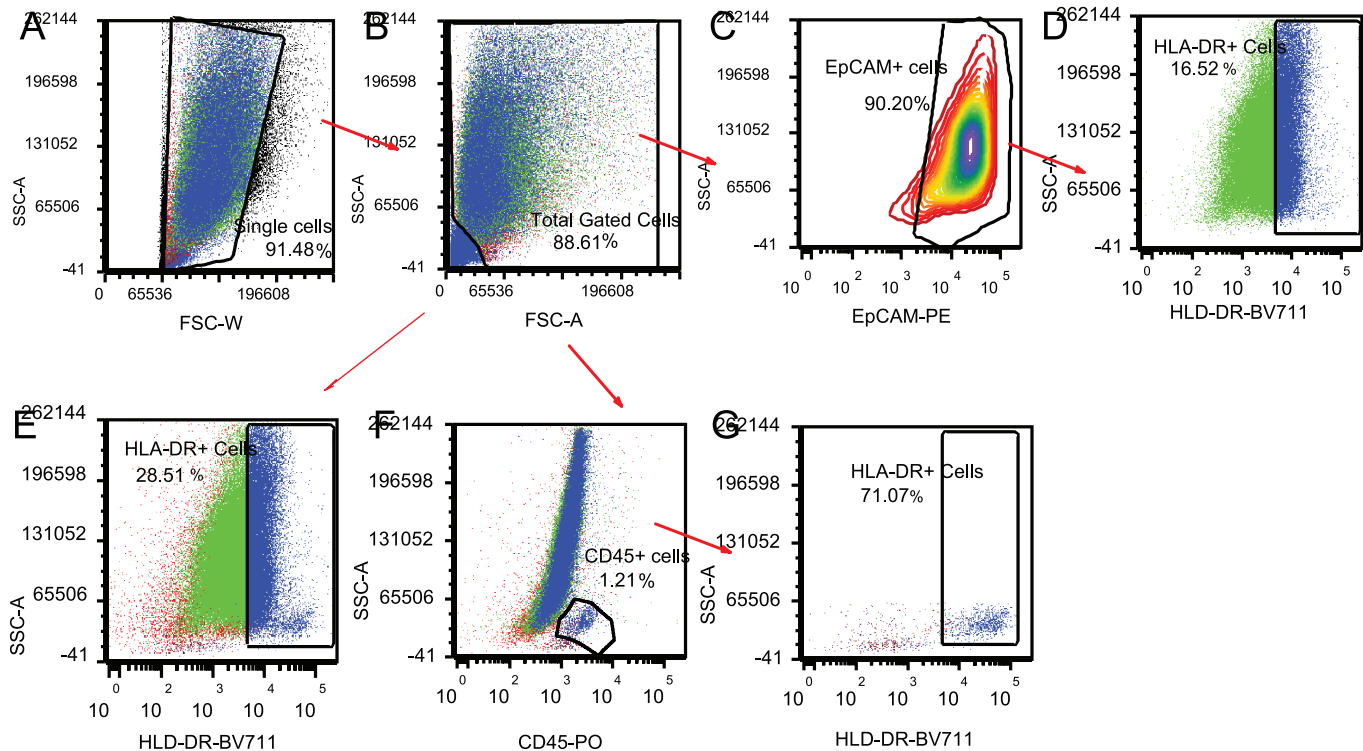 A
262144
196598
131052
65506
-41
SSC-A
Single cells
91.48%
0
65536
196608
FSC-W
B
262144
196598
131052
65506
-41
SSC-A
Total Gated Cells
88.61%
0
65536
196608
FSC-A
C
262144
196598
131052
65506
-41
SSC-A
EpCAM+ cells
90.20%
10 0 10 2 10 3 10 4 10 5
EpCAM-PE
D
262144
196598
131052
65506
-41
SSC-A
HLA-DR+ Cells
16.52 %
10 0 10 2 10 3 10 4 10 5
HLD-DR-BV711
E
262144
196598
131052
65506
-41
SSC-A
HLA-DR+ Cells
28.51 %
10 0 10 2 10 3 10 4 10 5
HLD-DR-BV711
F
262144
196598
131052
65506
-41
SSC-A
CD45+ cells
1.21%
10 0 10 2 10 3 10 4 10 5
CD45-PO
G
262144
196598
131052
65506
-41
SSC-A
HLA-DR+ Cells
71.07%
10 0 10 2 10 3 10 4 10 5
HLD-DR-BV711